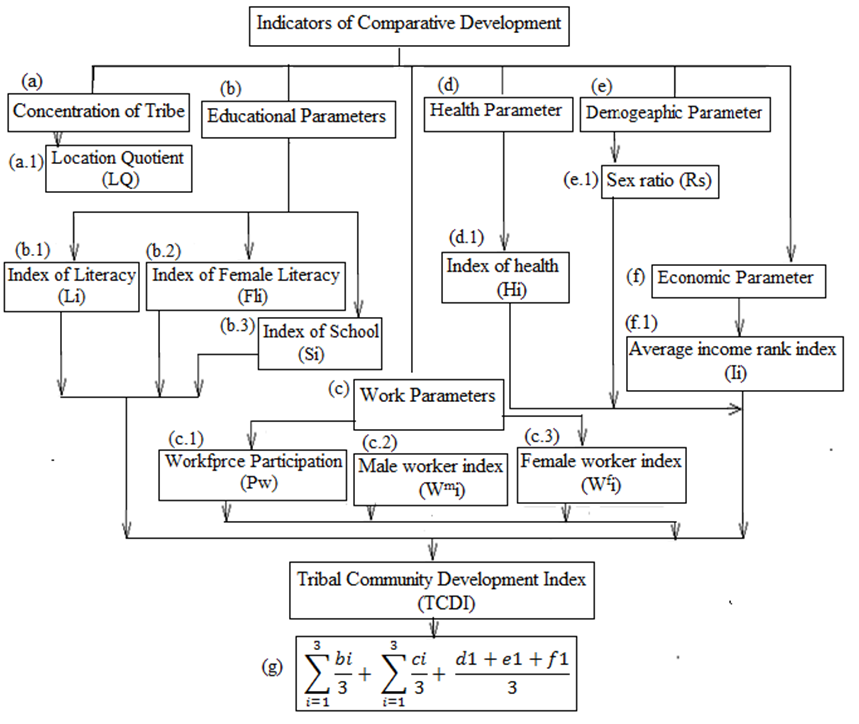 Indicators of Comparative Development
(a)
Concentration of Tribe
(a.1)
Location Quotient
(LQ)
(b)
Educational Parameters
(b.1)
Index of Literacy
(Li)
(b.2)
Index of Female Literacy
(Fli)
(b.3)
Index of School
(Si)
(c)
Work Parameters
(c.1)
Workfprce Participation
(Pw)
(c.2)
Male worker index
(Wᵐi)
(c.3)
Female worker index
(Wᶠi)
(d)
Health Parameter
(d.1)
Index of health
(Hi)
(e)
Demogeaphic Parameter
(e.1)
Sex ratio (Rs)
(f)
Economic Parameter
(f.1)
Average income rank index
(Ii)
Tribal Community Development Index
(TCDI)
(g)
∑_{i=1}^{3} bi/3 + ∑_{i=1}^{3} ci/3 + (d1 + e1 + f1)/3